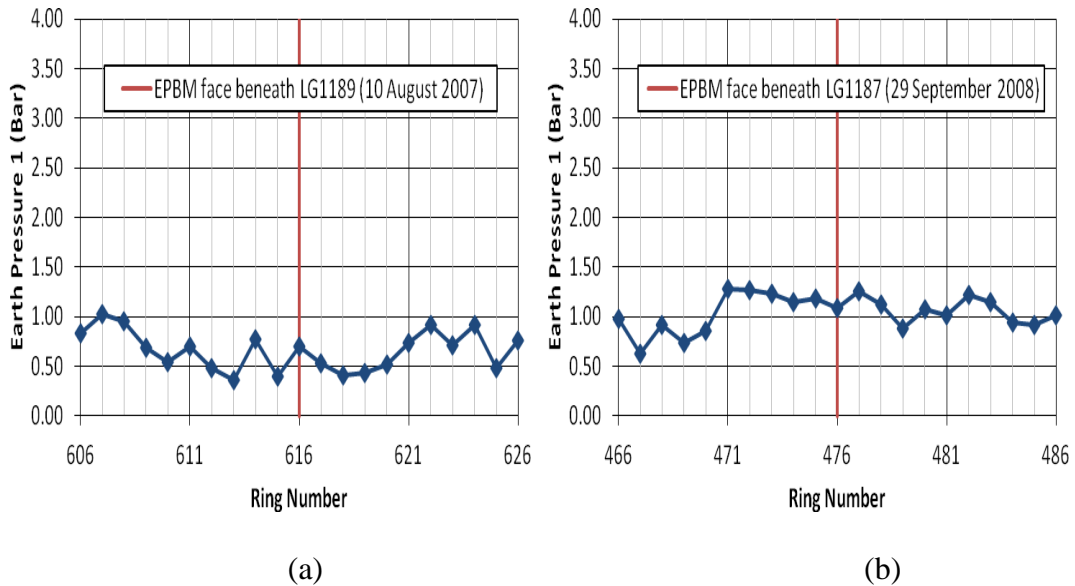 4.00
3.50
3.00
2.50
2.00
1.50
1.00
0.50
0.00
Earth Pressure 1 (Bar)
EPBM face beneath LG1189 (10 August 2007)
606 611 616 621 626
Ring Number
(a)
4.00
3.50
3.00
2.50
2.00
1.50
1.00
0.50
0.00
Earth Pressure 1 (Bar)
EPBM face beneath LG1187 (29 September 2008)
466 471 476 481 486
Ring Number
(b)